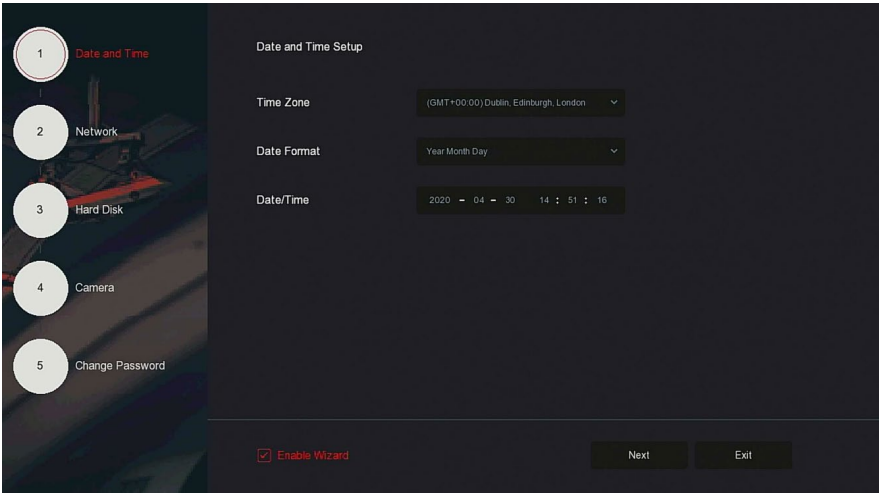 1 Date and Time
2 Network
3 Hard Disk
4 Camera
5 Change Password
Date and Time Setup
Time Zone (GMT+00:00) Dublin, Edinburgh, London
Date Format Year Month Day
Date/Time 2020 - 04 - 30 14 : 51 : 16
Enable Wizard Next Exit